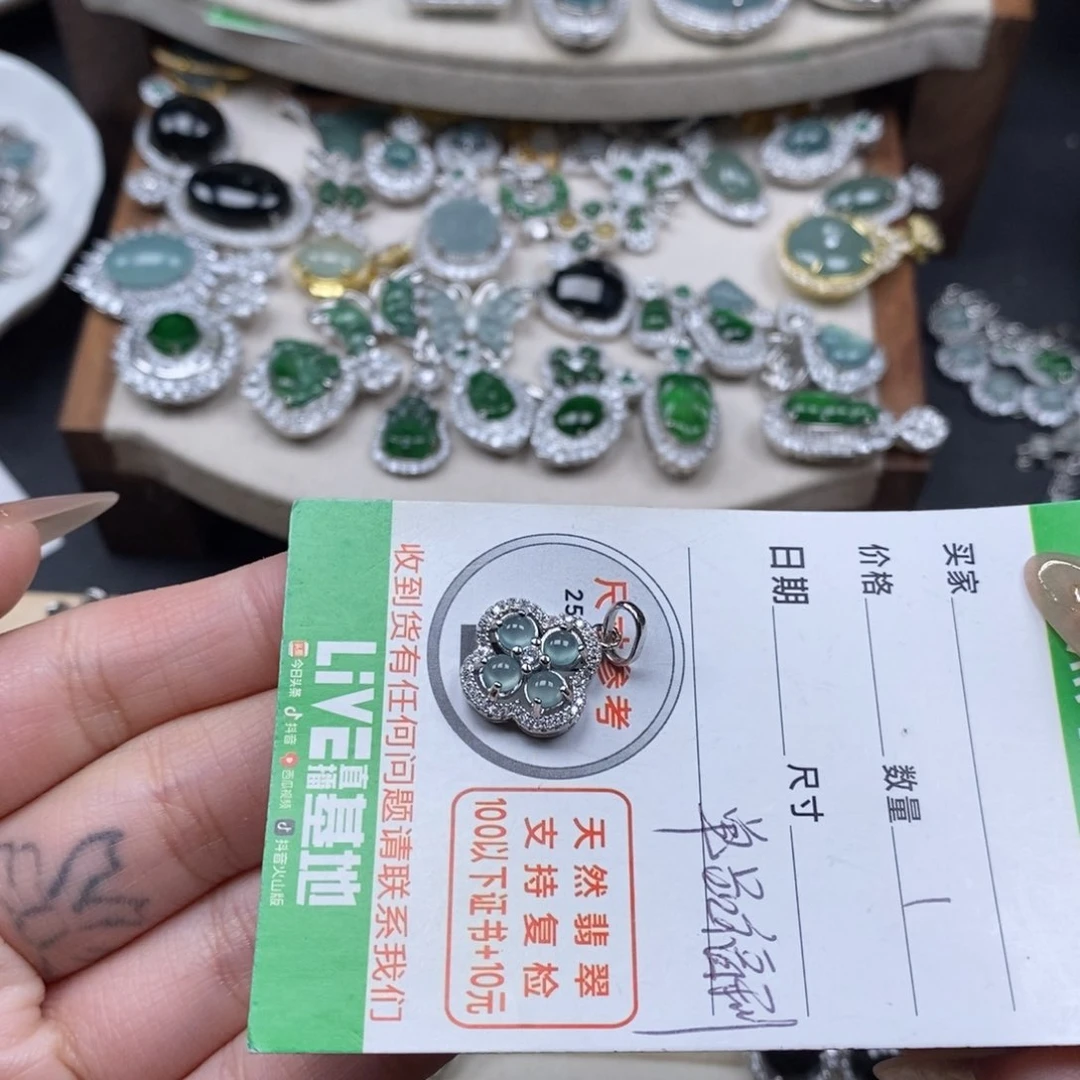 买家
价格
数量 1
日期
尺寸
尺寸参考
25
天然翡翠
支持复检
100以下证书+10元
收到货有任何问题请联系我们
LIVE直播基地
今日头条 抖音 西瓜视频 抖音火山版